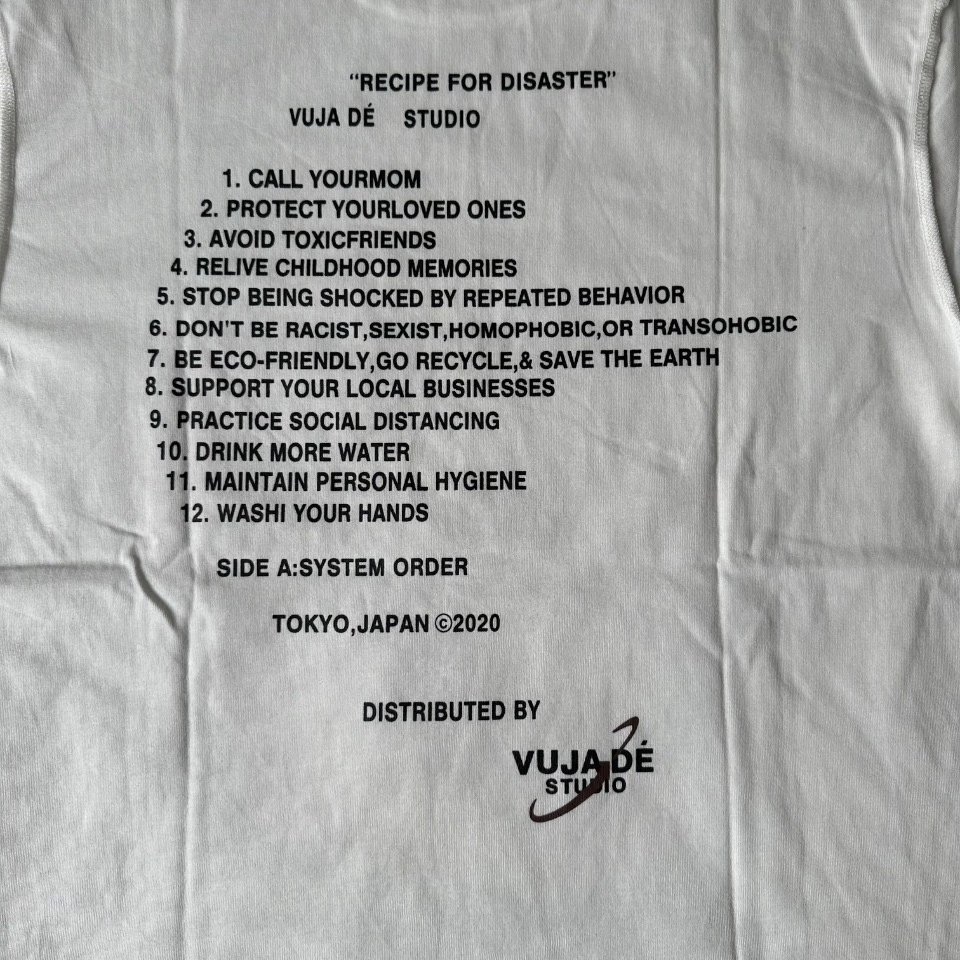 "RECIPE FOR DISASTER"
VUJA DÉ STUDIO
1. CALL YOURMOM
2. PROTECT YOURLOVED ONES
3. AVOID TOXICFRIENDS
4. RELIVE CHILDHOOD MEMORIES
5. STOP BEING SHOCKED BY REPEATED BEHAVIOR
6. DON'T BE RACIST,SEXIST,HOMOPHOBIC,OR TRANSOHOBIC
7. BE ECO-FRIENDLY,GO RECYCLE,& SAVE THE EARTH
8. SUPPORT YOUR LOCAL BUSINESSES
9. PRACTICE SOCIAL DISTANCING
10. DRINK MORE WATER
11. MAINTAIN PERSONAL HYGIENE
12. WASHI YOUR HANDS
SIDE A:SYSTEM ORDER
TOKYO,JAPAN ©2020
DISTRIBUTED BY
VUJA DÉ
STUDIO